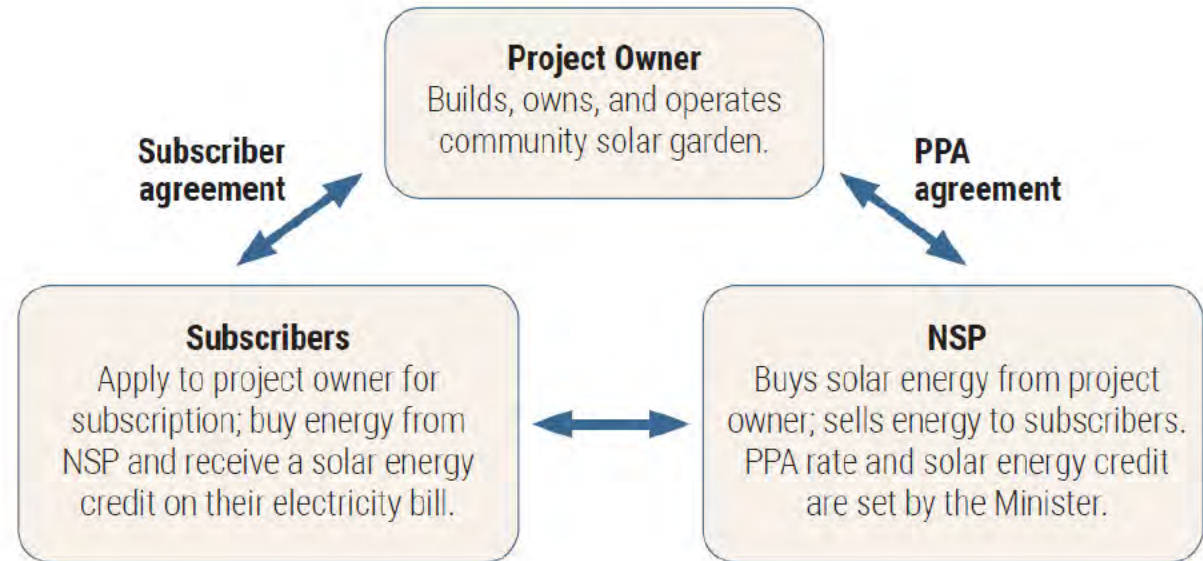 Project Owner
Builds, owns, and operates
community solar garden.
Subscriber
agreement
PPA
agreement
Subscribers
Apply to project owner for
subscription; buy energy from
NSP and receive a solar energy
credit on their electricity bill.
NSP
Buys solar energy from project
owner; sells energy to subscribers.
PPA rate and solar energy credit
are set by the Minister.